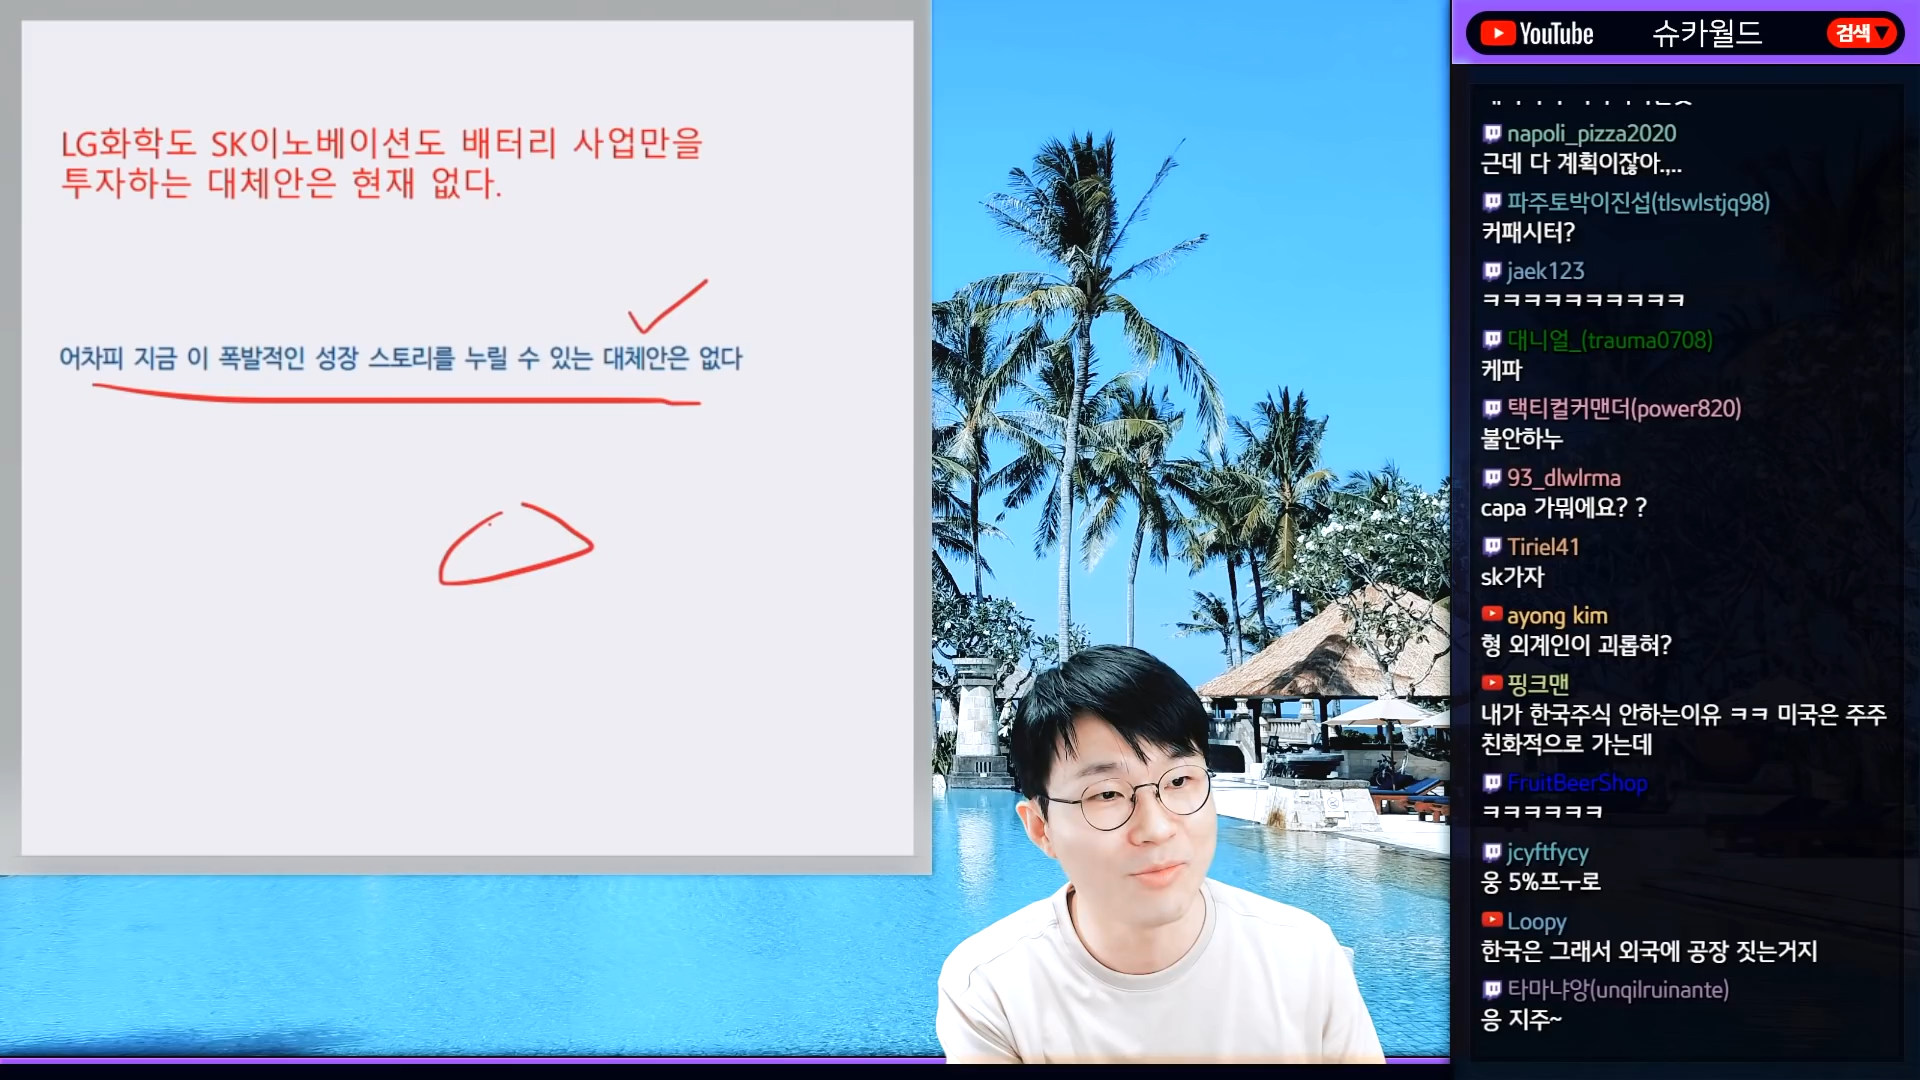 LG화학도 SK이노베이션도 배터리 사업만을
투자하는 대체안은 현재 없다.
어차피 지금 이 폭발적인 성장 스토리를 누릴 수 있는 대체안은 없다
YouTube 슈카월드 검색▼
napoli_pizza2020
근데 다 계획이잖아.,..
파주토박이진섭(tlswlstjq98)
커패시터?
jaek123
ㅋㅋㅋㅋㅋㅋㅋㅋㅋㅋ
대니얼_(trauma0708)
케파
택티컬커맨더(power820)
불안하누
93_dlwlrma
capa 가뭐에요? ?
Tiriel41
sk가자
ayong kim
형 외계인이 괴롭혀?
핑크맨
내가 한국주식 안하는이유 ㅋㅋ 미국은 주주
친화적으로 가는데
FruitBeerShop
ㅋㅋㅋㅋㅋㅋ
jcyftfycy
웅 5%프ㅜ로
Loopy
한국은 그래서 외국에 공장 짓는거지
타마냐앙(unqilruinante)
응 지주~